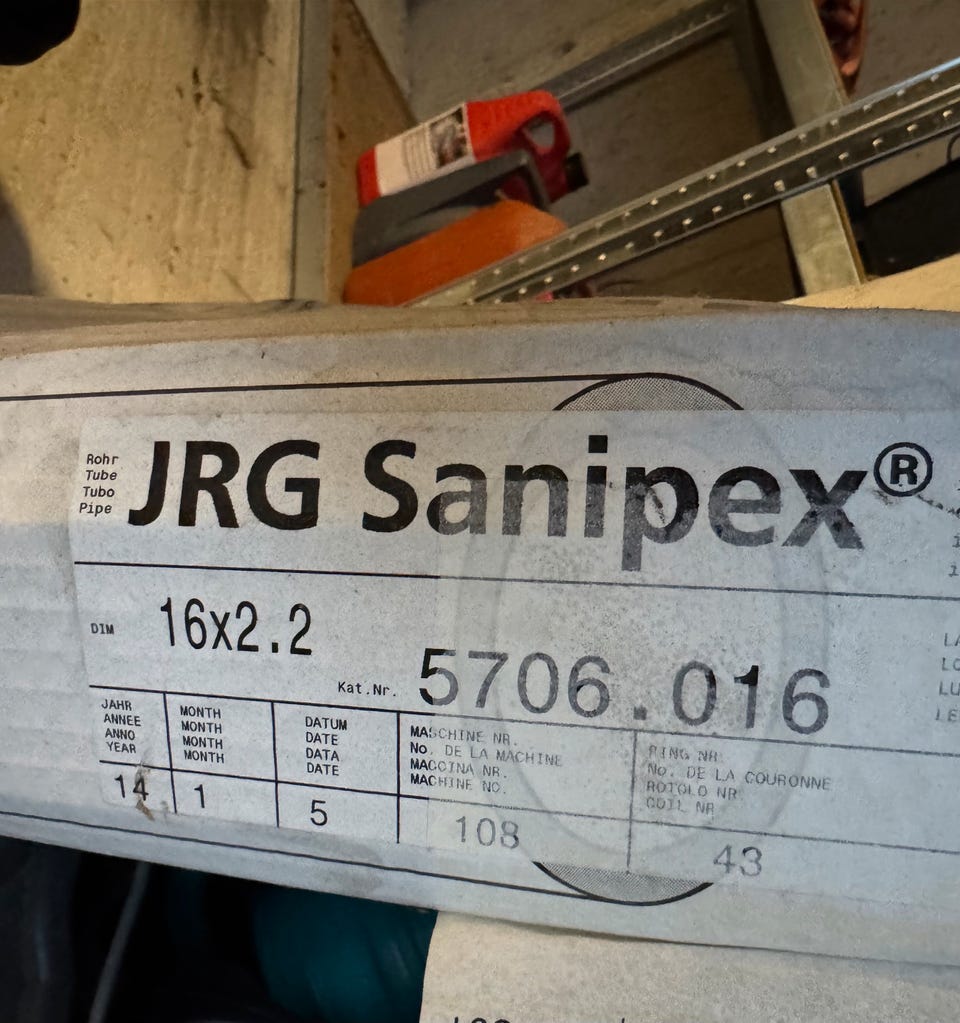 Rohr
Tube
Tubo
Pipe
JRG Sanipex®
DIM 16x2.2
Kat.Nr. 5706.016
JAHR
ANNEE
ANNO
YEAR
14
MONTH
MONTH
MONTH
MONTH
1
DATUM
DATE
DATA
DATE
5
MASCHINE NR.
No. DE LA MACHINE
MACCINA NR.
MACHINE NO.
108
RING NR
No. DE LA COURONNE
ROTOLO NR
COIL NR
43